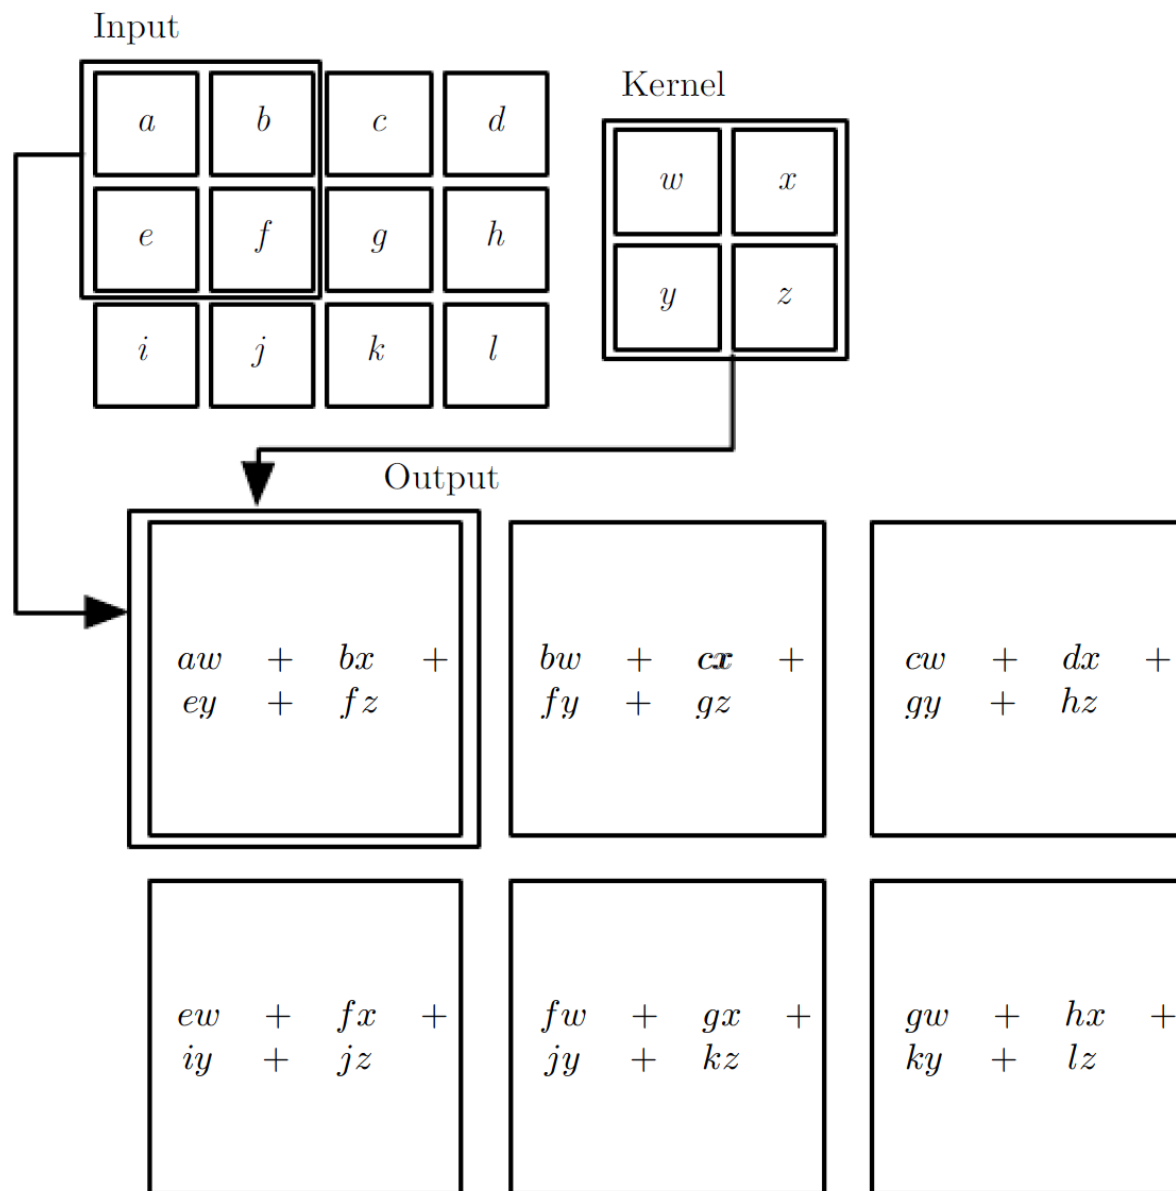 Input
a b c d
Kernel
w x
e f g h
y z
i j k l
Output
aw + bx +
ey + fz
bw + cx +
fy + gz
cw + dx +
gy + hz
ew + fx +
iy + jz
fw + gx +
jy + kz
gw + hx +
ky + lz